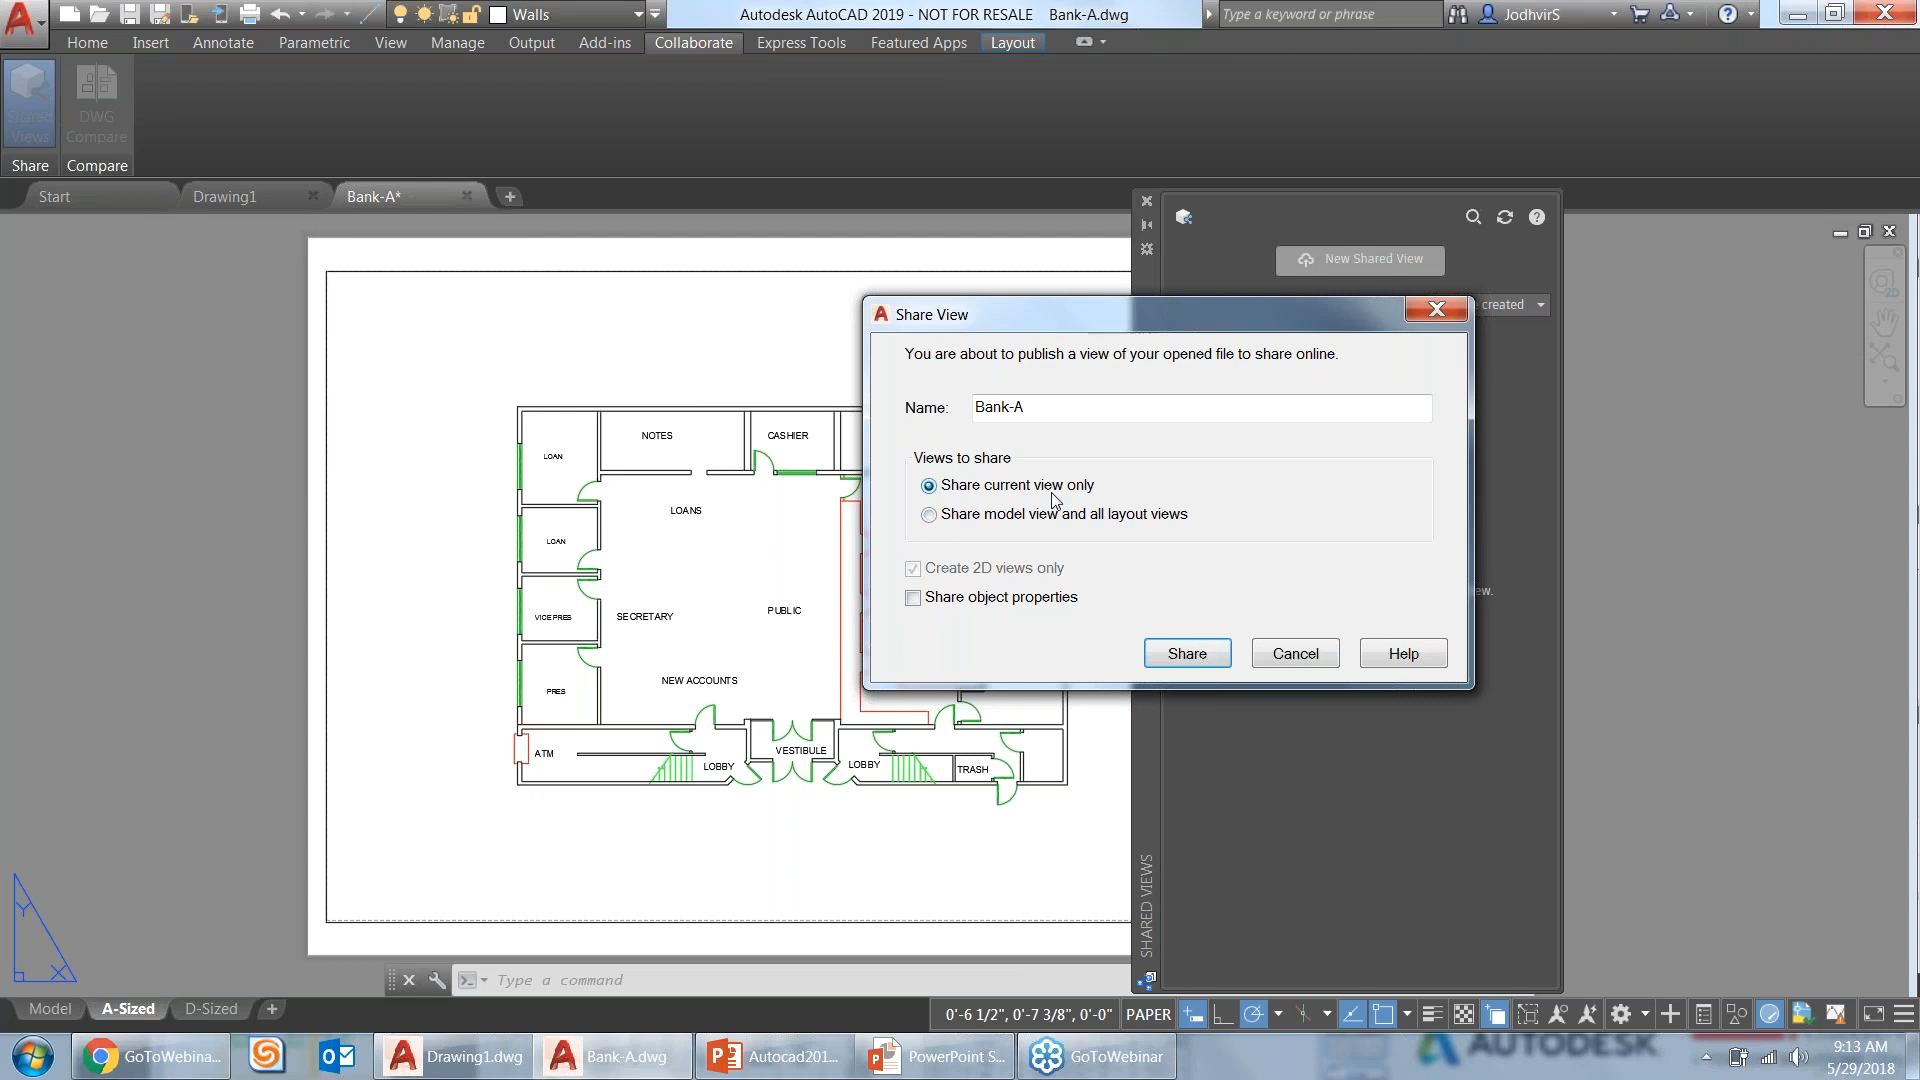 Walls
Autodesk AutoCAD 2019 - NOT FOR RESALE Bank-A.dwg
Type a keyword or phrase
JodhvirS
Home Insert Annotate Parametric View Manage Output Add-ins Collaborate Express Tools Featured Apps Layout
Shared
Views
DWG
Compare
Share Compare
Start Drawing1 Bank-A*
New Shared View
created
Share View
You are about to publish a view of your opened file to share online.
Name: Bank-A
Views to share
Share current view only
Share model view and all layout views
Create 2D views only
Share object properties
Share Cancel Help
ew.
2D
NOTES
CASHIER
LOAN
LOANS
LOAN
PUBLIC
VICE PRES
SECRETARY
NEW ACCOUNTS
PRES
ATM
VESTIBULE
LOBBY
LOBBY
TRASH
SHARED VIEWS
Y
X
Type a command
Model A-Sized D-Sized
0'-6 1/2", 0'-7 3/8", 0'-0" PAPER
GoToWebina...
Drawing1.dwg
Bank-A.dwg
Autocad201...
PowerPoint S...
GoToWebinar
AUTODESK
9:13 AM
5/29/2018